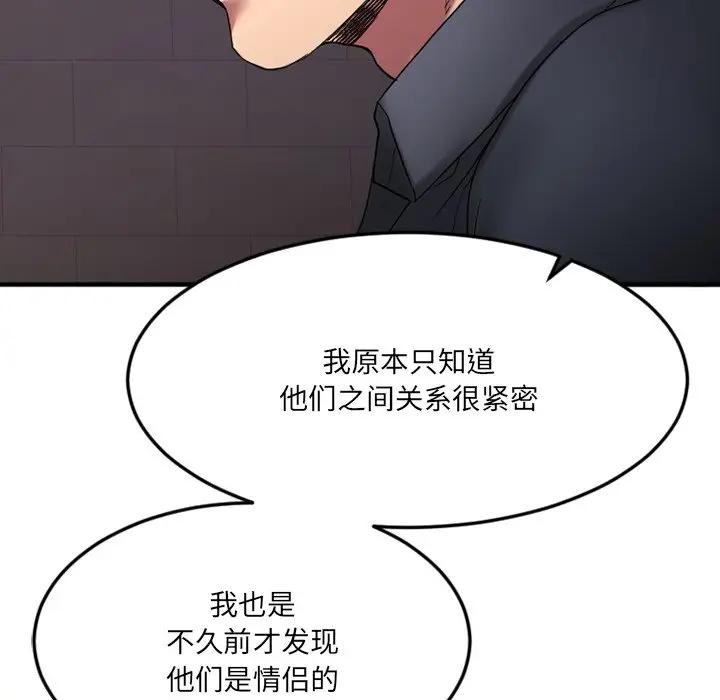 我原本只知道
他们之间关系很紧密
我也是
不久前才发现
他们是情侣的